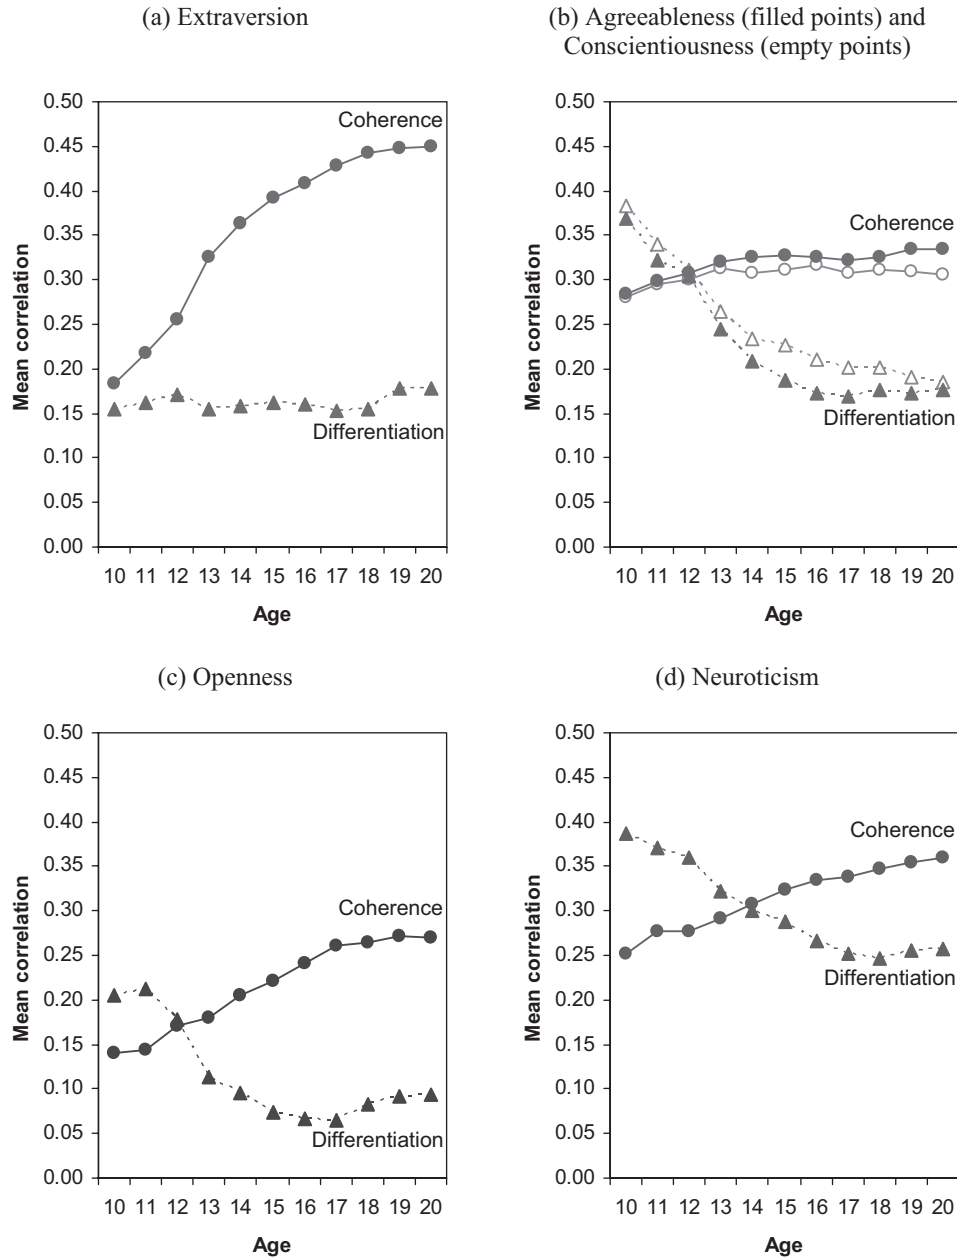 (a) Extraversion
(b) Agreeableness (filled points) and
Conscientiousness (empty points)
0.50
0.45
0.40
0.35
0.30
0.25
0.20
0.15
0.10
0.05
0.00
Mean correlation
Coherence
Differentiation
10 11 12 13 14 15 16 17 18 19 20
Age
0.50
0.45
0.40
0.35
0.30
0.25
0.20
0.15
0.10
0.05
0.00
Mean correlation
Coherence
Differentiation
10 11 12 13 14 15 16 17 18 19 20
Age
(c) Openness
(d) Neuroticism
0.50
0.45
0.40
0.35
0.30
0.25
0.20
0.15
0.10
0.05
0.00
Mean correlation
Coherence
Differentiation
10 11 12 13 14 15 16 17 18 19 20
Age
0.50
0.45
0.40
0.35
0.30
0.25
0.20
0.15
0.10
0.05
0.00
Mean correlation
Coherence
Differentiation
10 11 12 13 14 15 16 17 18 19 20
Age